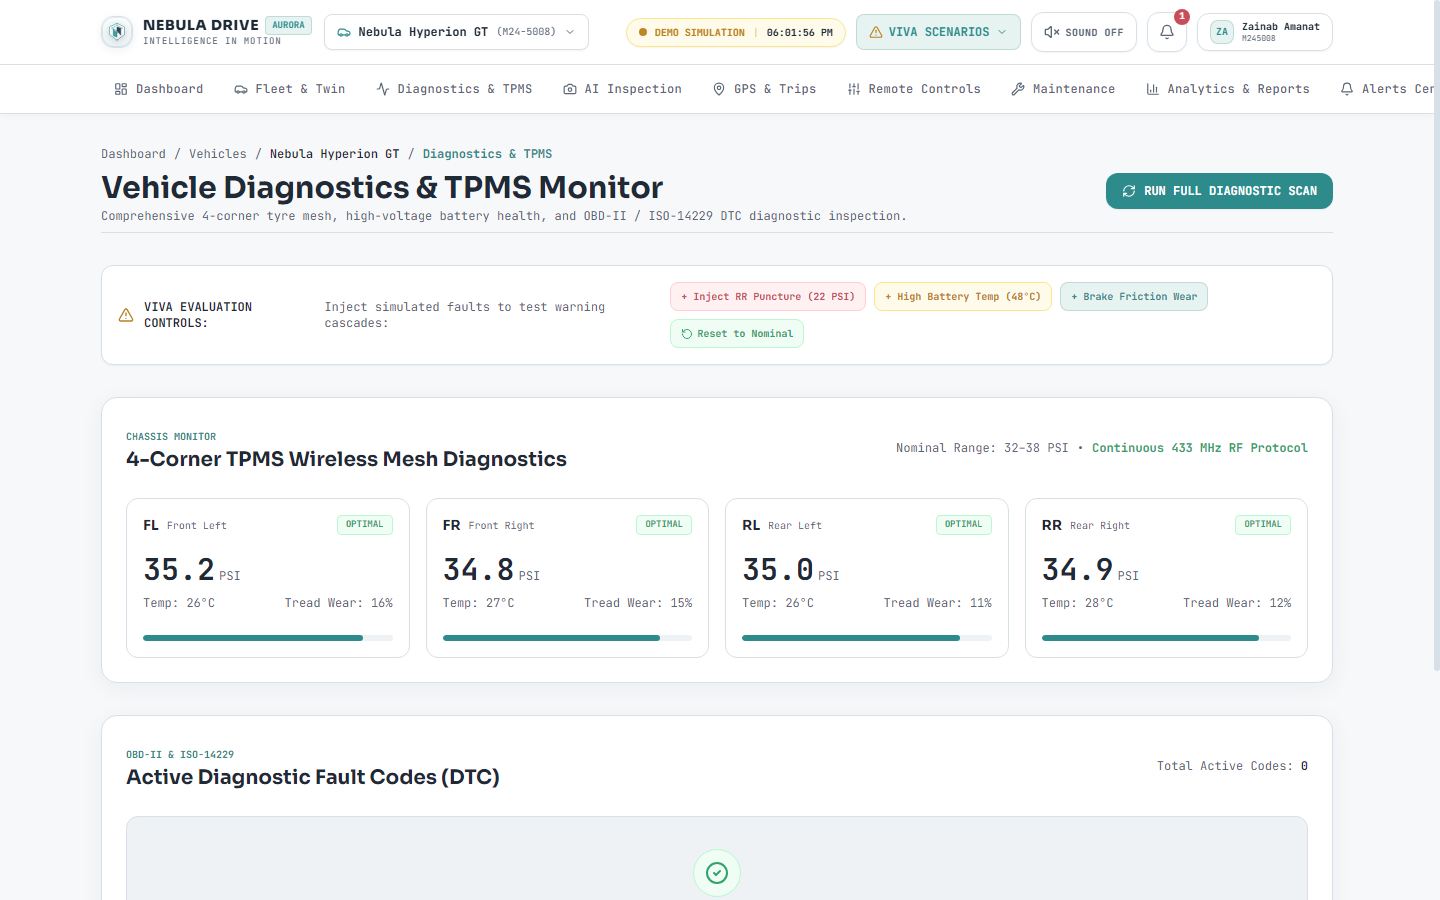 NEBULA DRIVE AURORA
INTELLIGENCE IN MOTION
Nebula Hyperion GT (M24-5008)
DEMO SIMULATION | 06:01:56 PM
VIVA SCENARIOS
SOUND OFF
1
ZA
Zainab Amanat
M245008
Dashboard
Fleet & Twin
Diagnostics & TPMS
AI Inspection
GPS & Trips
Remote Controls
Maintenance
Analytics & Reports
Alerts Cer
Dashboard / Vehicles / Nebula Hyperion GT / Diagnostics & TPMS
Vehicle Diagnostics & TPMS Monitor
Comprehensive 4-corner tyre mesh, high-voltage battery health, and OBD-II / ISO-14229 DTC diagnostic inspection.
RUN FULL DIAGNOSTIC SCAN
VIVA EVALUATION
CONTROLS:
Inject simulated faults to test warning
cascades:
+ Inject RR Puncture (22 PSI)
+ High Battery Temp (48°C)
+ Brake Friction Wear
Reset to Nominal
CHASSIS MONITOR
4-Corner TPMS Wireless Mesh Diagnostics
Nominal Range: 32–38 PSI • Continuous 433 MHz RF Protocol
FL Front Left OPTIMAL
35.2 PSI
Temp: 26°C Tread Wear: 16%
FR Front Right OPTIMAL
34.8 PSI
Temp: 27°C Tread Wear: 15%
RL Rear Left OPTIMAL
35.0 PSI
Temp: 26°C Tread Wear: 11%
RR Rear Right OPTIMAL
34.9 PSI
Temp: 28°C Tread Wear: 12%
OBD-II & ISO-14229
Active Diagnostic Fault Codes (DTC)
Total Active Codes: 0